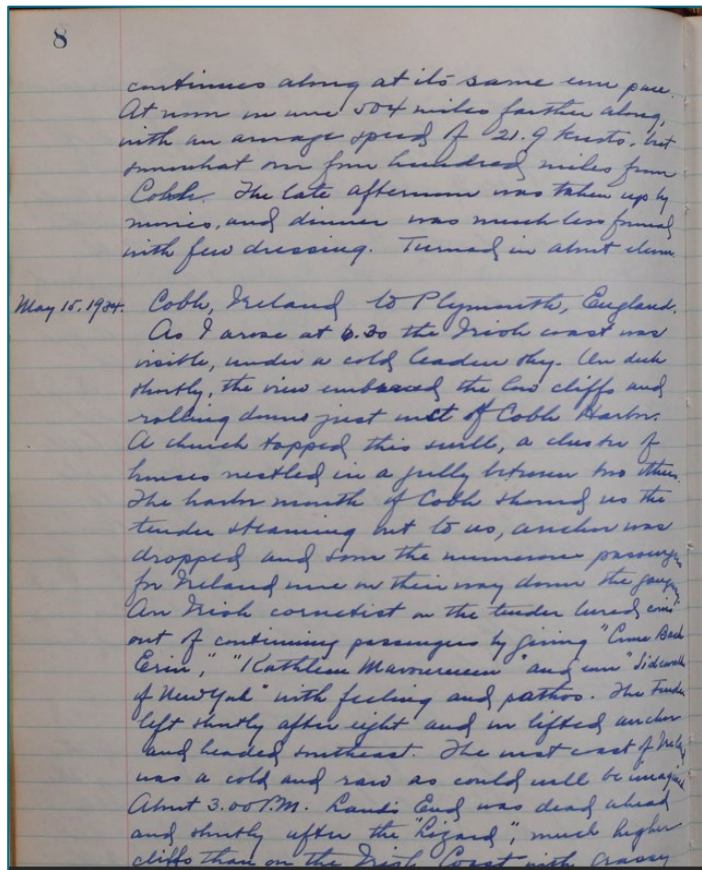 8
continues along at its same even pace.
At noon we were 504 miles farther along,
with an average speed of 21.9 knots, but
somewhat over four hundred miles from
Cobh. The late afternoon was taken up by
movies, and dinner was much less formal
with few dressing. Turned in about eleven.
May 15, 1934. Cobh, Ireland to Plymouth, England.
As I arose at 6.30 the Irish coast was
visible, under a cold leaden sky. On deck
shortly, the view embraced the low cliffs and
rolling downs just west of Cobh Harbor.
A church topped this swell, a cluster of
houses nestled in a gully between two others.
The harbor mouth of Cobh showed us the
tender steaming out to us, anchor was
dropped and soon the numerous passengers
for Ireland were on their way down the
An Irish cornetist on the tender lured coins
out of continuing passengers by giving "Come Back
Erin," "Kathleen Mavourneen" and even "Sidewalks
of New York" with feeling and pathos. The Tender
left shortly after eight and we lifted anchor
and headed southeast. The west coast of
was a cold and raw as could well be imagined
About 3.00 P.M. Lands End was dead ahead
and shortly after the "Lizard", much higher
cliffs than on the Irish Coast with grassy